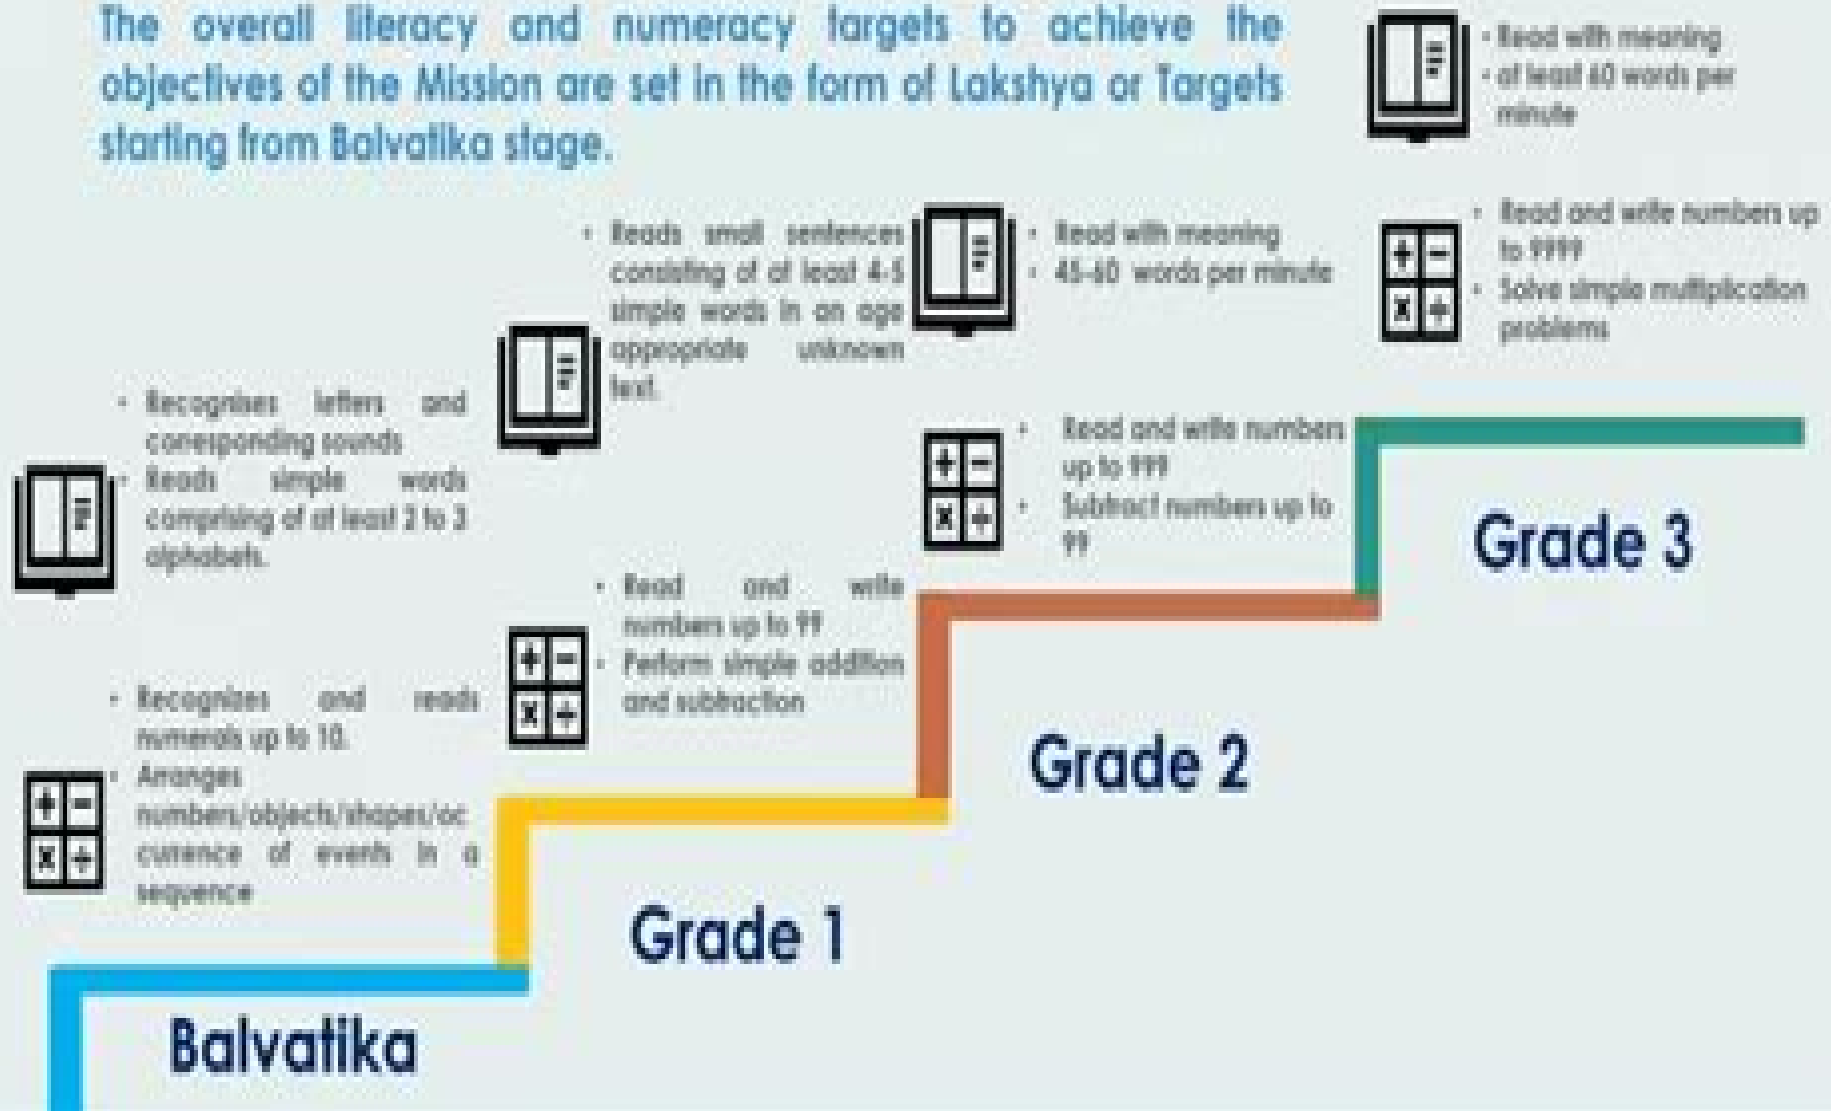 The overall literacy and numeracy targets to achieve the
objectives of the Mission are set in the form of Lakshya or Targets
starting from Balvatika stage.
• Recognises letters and
corresponding sounds
• Reads simple words
comprising of at least 2 to 3
alphabets.
• Recognizes and reads
numerals up to 10.
• Arranges
numbers/objects/shapes/oc
currence of events in a
sequence
Balvatika
• Reads small sentences
consisting of at least 4-5
simple words in an age
appropriate unknown
text.
• Read and write
numbers up to 99
• Perform simple addition
and subtraction
Grade 1
• Read with meaning
• 45-60 words per minute
• Read and write numbers
up to 999
• Subtract numbers up to
99
Grade 2
• Read with meaning
• at least 60 words per
minute
• Read and write numbers up
to 9999
• Solve simple multiplication
problems
Grade 3